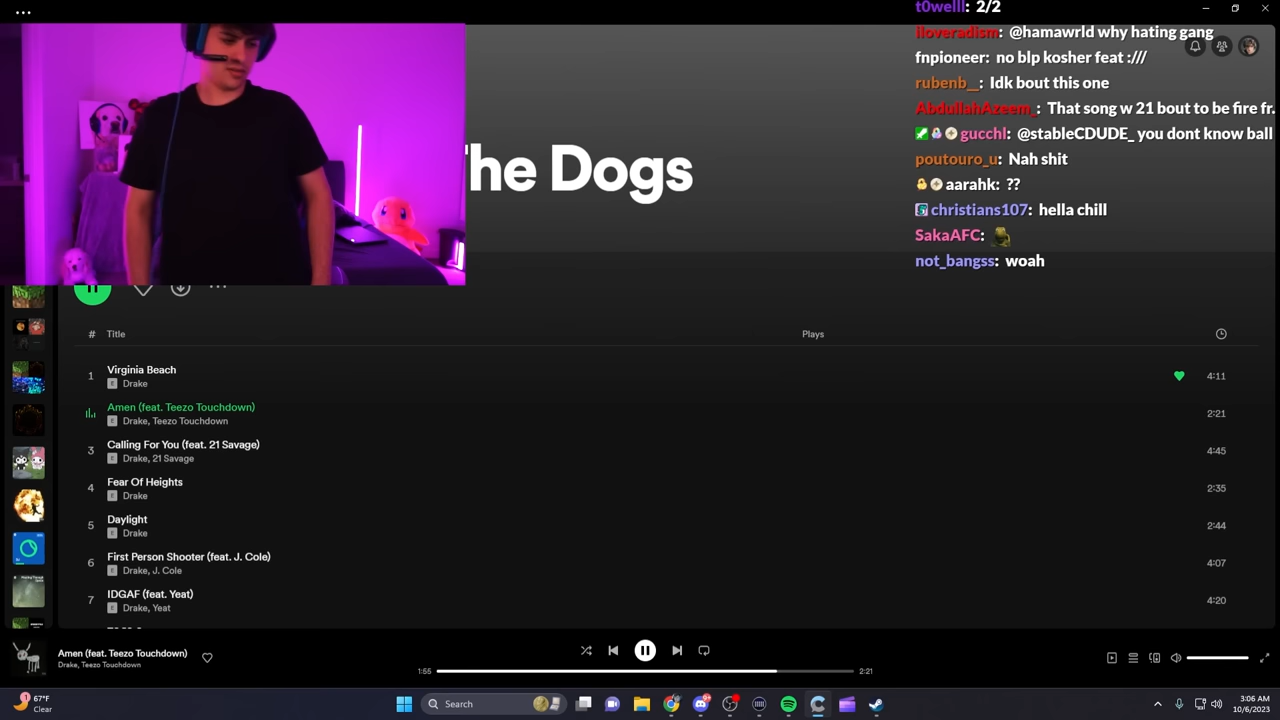 t0welll: 2/2
iloveradism: @hamawrld why hating gang
fnpioneer: no blp kosher feat :///
rubenb__: Idk bout this one
AbdullahAzeem_: That song w 21 bout to be fire fr.
gucchl: @stableCDUDE_ you dont know ball
poutouro_u: Nah shit
aarahk: ??
christians107: hella chill
SakaAFC:
not_bangss: woah
he Dogs
# Title Plays
1 Virginia Beach 4:11
E Drake
Amen (feat. Teezo Touchdown) 2:21
E Drake, Teezo Touchdown
3 Calling For You (feat. 21 Savage) 4:45
E Drake, 21 Savage
4 Fear Of Heights 2:35
E Drake
5 Daylight 2:44
E Drake
6 First Person Shooter (feat. J. Cole) 4:07
E Drake, J. Cole
7 IDGAF (feat. Yeat) 4:20
E Drake, Yeat
Amen (feat. Teezo Touchdown)
Drake, Teezo Touchdown
1:55 2:21
67°F
Clear
Search
3:06 AM
10/6/2023